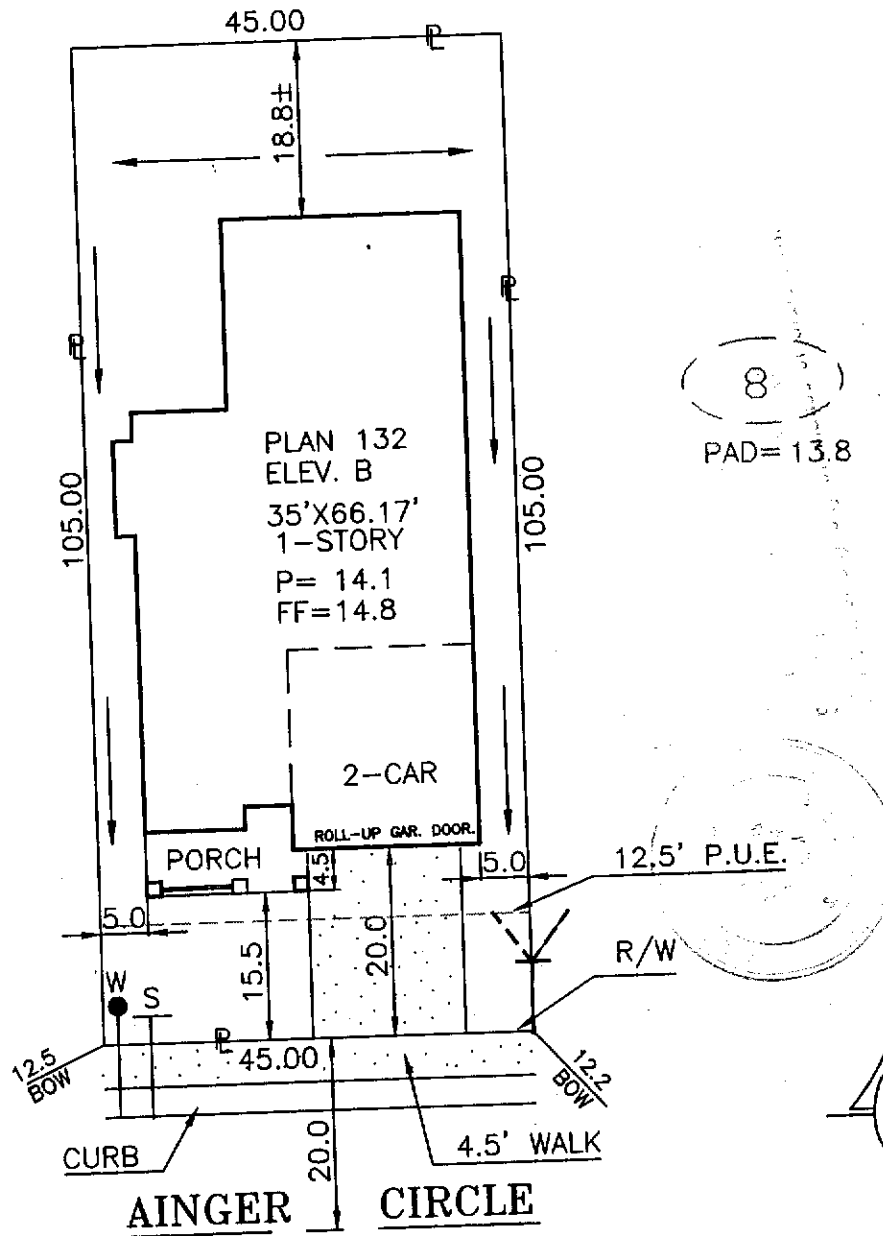 45.00
PL
18.8±
PL
PL
8
PAD= 13.8
PLAN 132
ELEV. B
35'X66.17'
1-STORY
P= 14.1
FF=14.8
105.00
105.00
2-CAR
ROLL-UP GAR. DOOR.
PORCH
4.5
5.0
12.5' P.U.E.
5.0
15.5
20.0
R/W
W
S
PL
45.00
12.5
BOW
12.2
BOW
CURB
20.0
4.5' WALK
AINGER CIRCLE